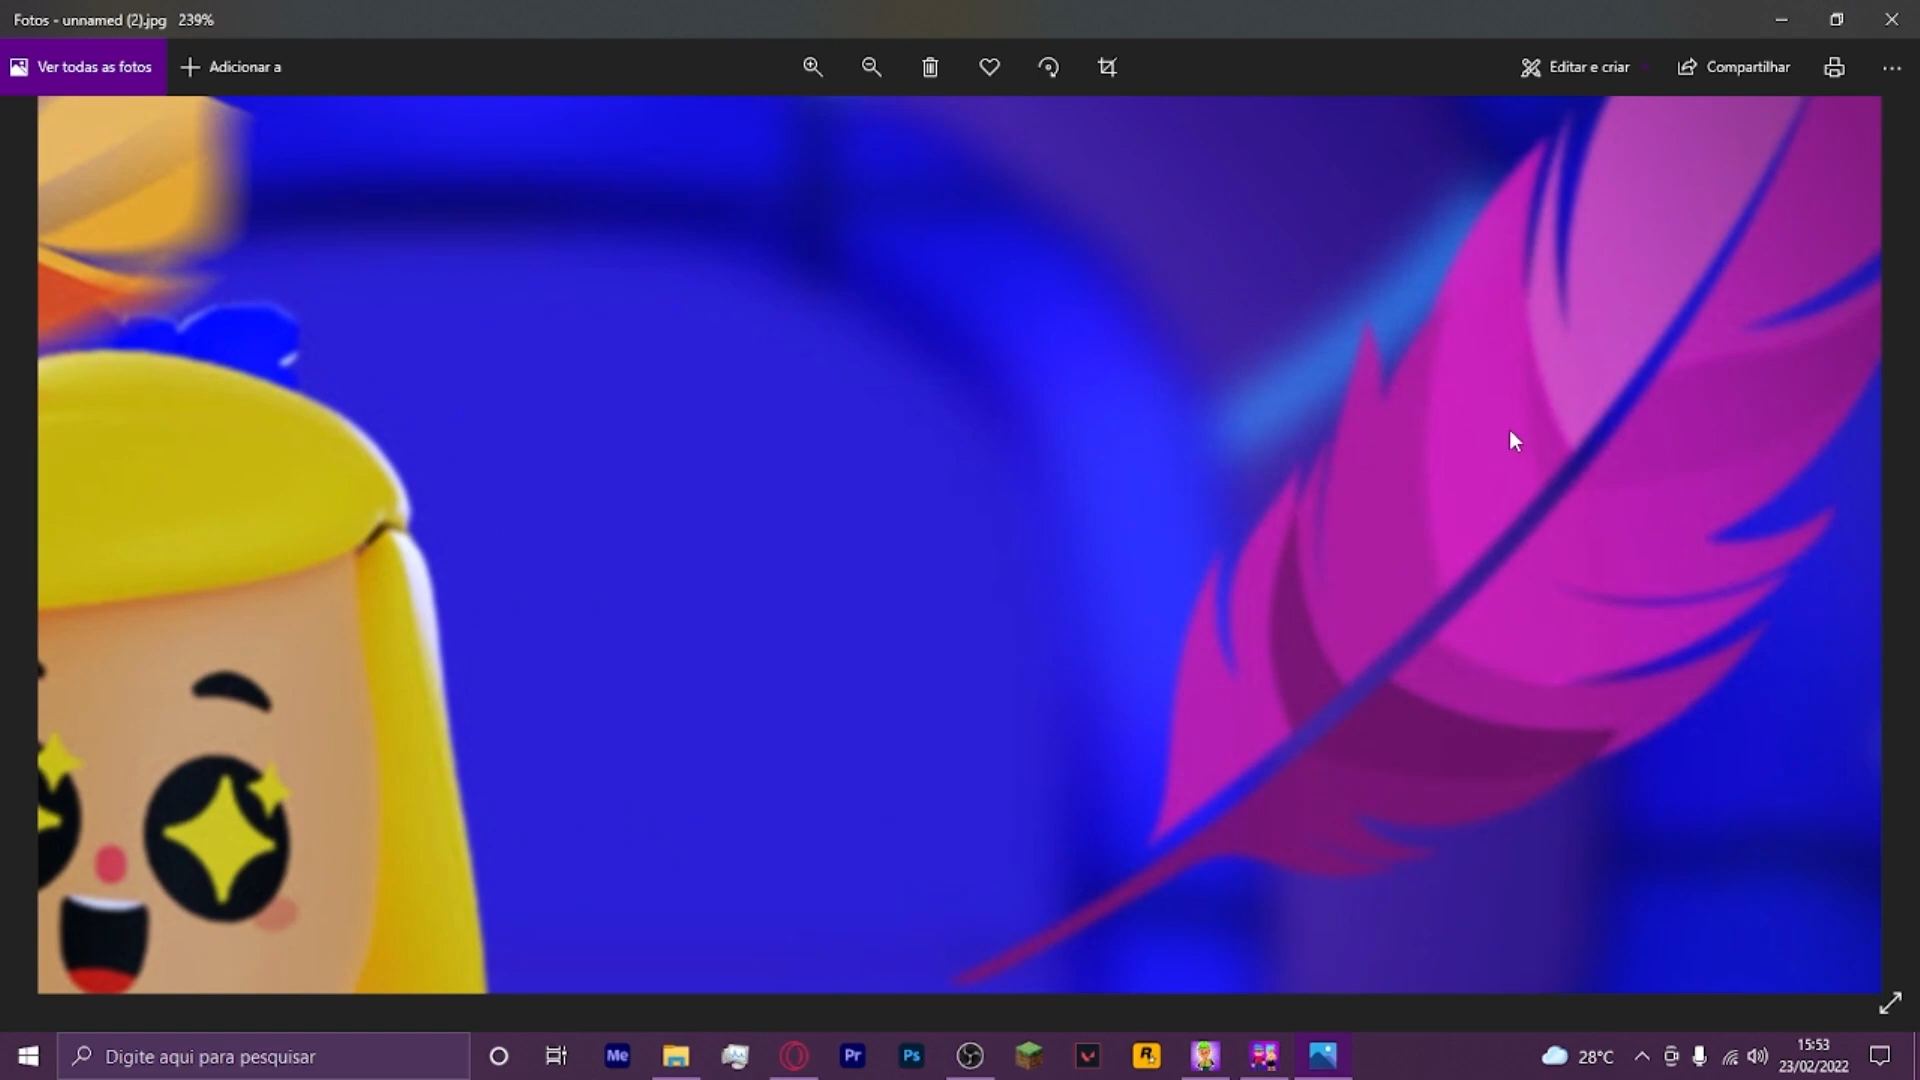 Fotos - unnamed (2).jpg 239%
Ver todas as fotos
Adicionar a
Editar e criar
Compartilhar
Digite aqui para pesquisar
Me
Pr
Ps
R
28°C
15:53
23/02/2022